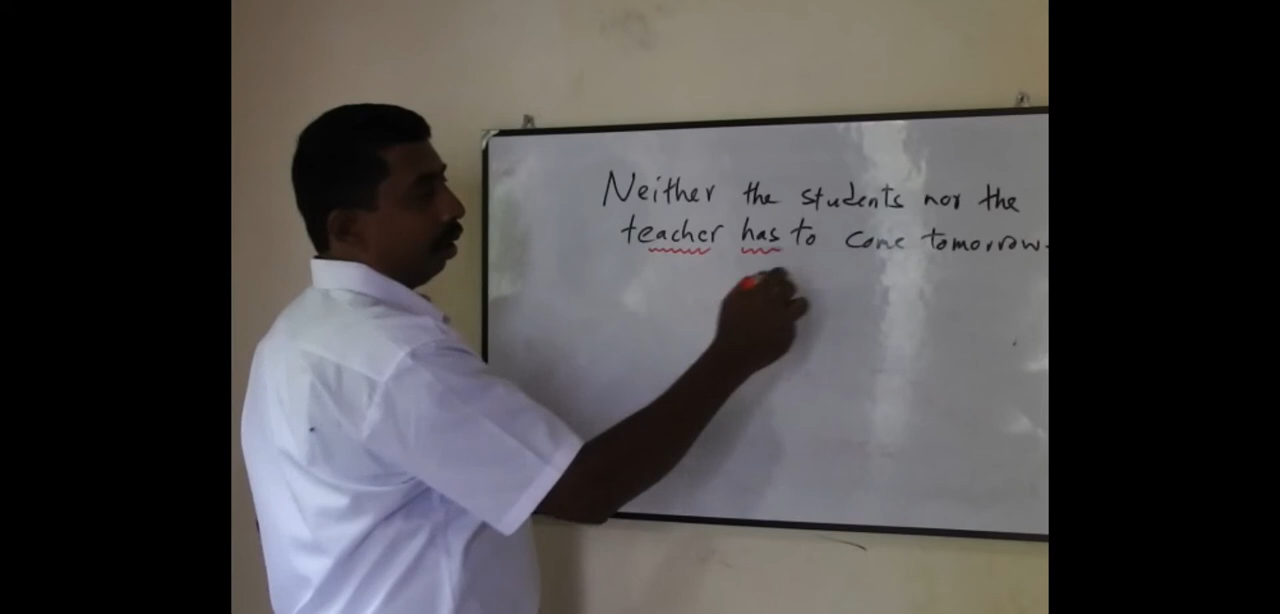 Neither the students nor the
teacher has to come tomorrow.